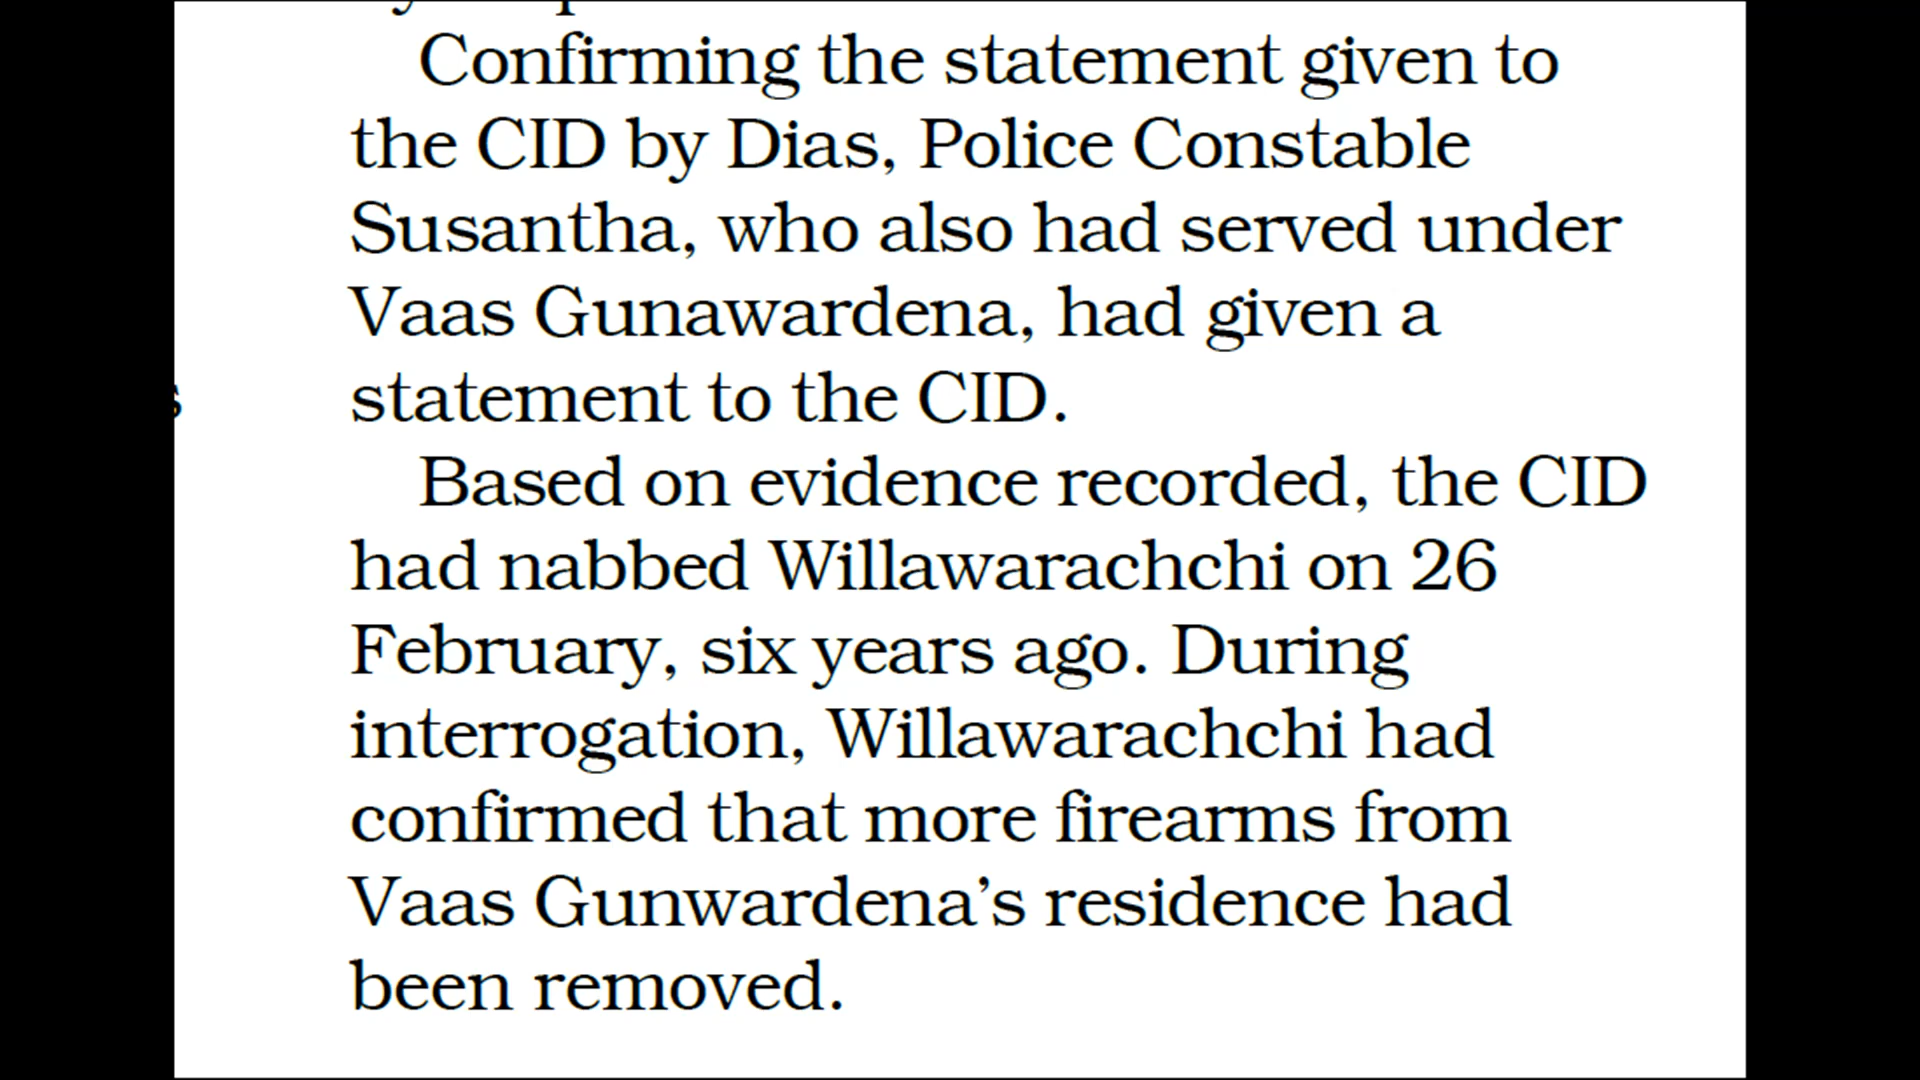 Confirming the statement given to
the CID by Dias, Police Constable
Susantha, who also had served under
Vaas Gunawardena, had given a
statement to the CID.
Based on evidence recorded, the CID
had nabbed Willawarachchi on 26
February, six years ago. During
interrogation, Willawarachchi had
confirmed that more firearms from
Vaas Gunwardena’s residence had
been removed.